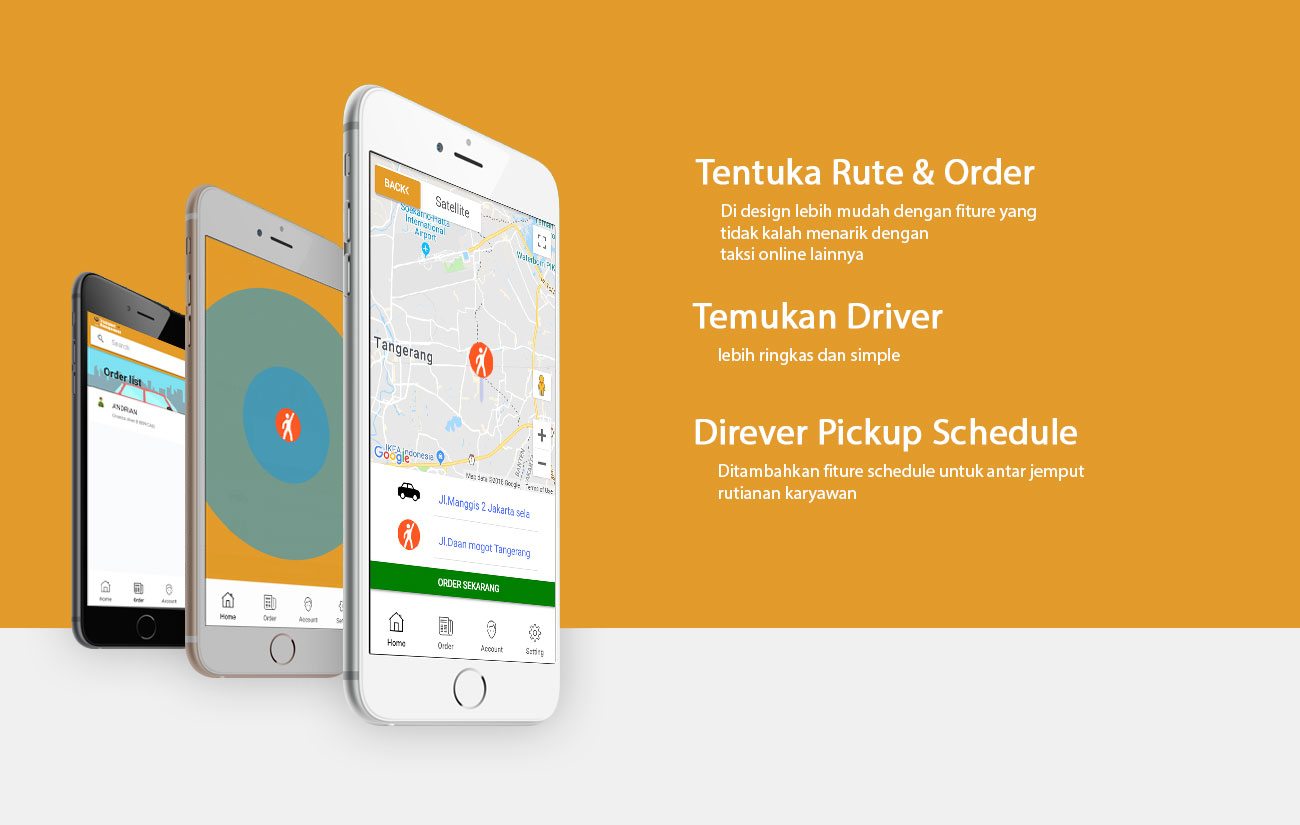 Tentuka Rute & Order
Di design lebih mudah dengan fiture yang
tidak kalah menarik dengan
taksi online lainnya
Temukan Driver
lebih ringkas dan simple
Direver Pickup Schedule
Ditambahkan fiture schedule untuk antar jemput
rutianan karyawan
Search
Order list
ANDRIAN
Home
Order
Account
Home
Order
Account
BACK
Satellite
Soekarno-Hatta
International
Airport
Waterbom PIK
Tangerang
IKEA Indonesia
Google
Map data ©2018 Google
Terms of Use
Jl.Manggis 2 Jakarta sela
Jl.Daan mogot Tangerang
ORDER SEKARANG
Home
Order
Account
Setting